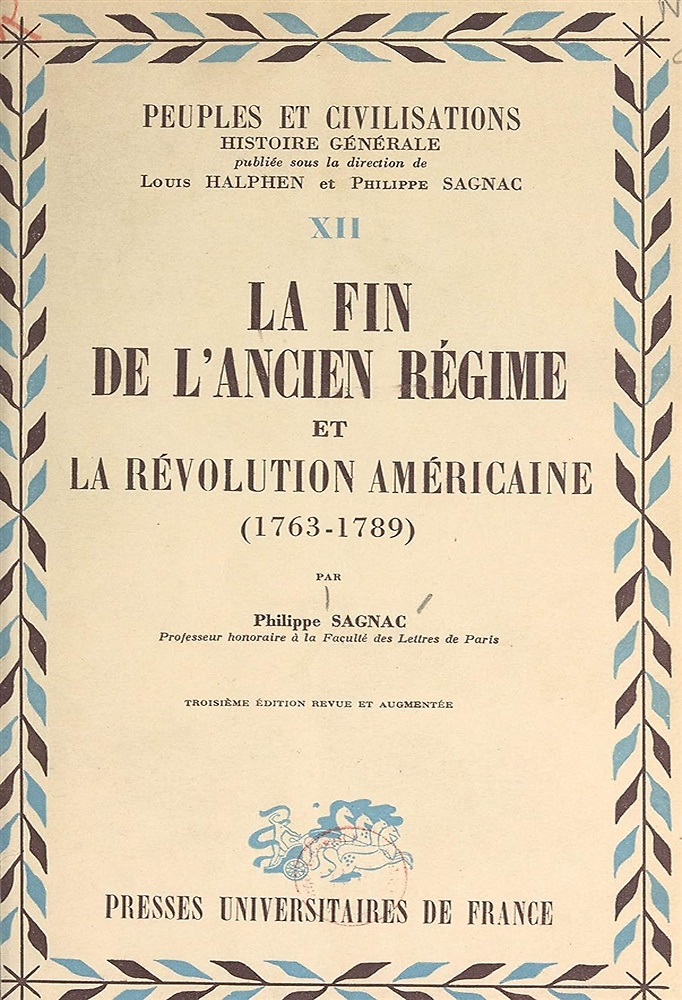 PEUPLES ET CIVILISATIONS
HISTOIRE GÉNÉRALE
publiée sous la direction de
LOUIS HALPHEN et PHILIPPE SAGNAC
XII
LA FIN
DE L'ANCIEN RÉGIME
ET
LA RÉVOLUTION AMÉRICAINE
(1763-1789)
PAR
Philippe SAGNAC
Professeur honoraire à la Faculté des Lettres de Paris
TROISIÈME ÉDITION REVUE ET AUGMENTÉE
PRESSES UNIVERSITAIRES DE FRANCE